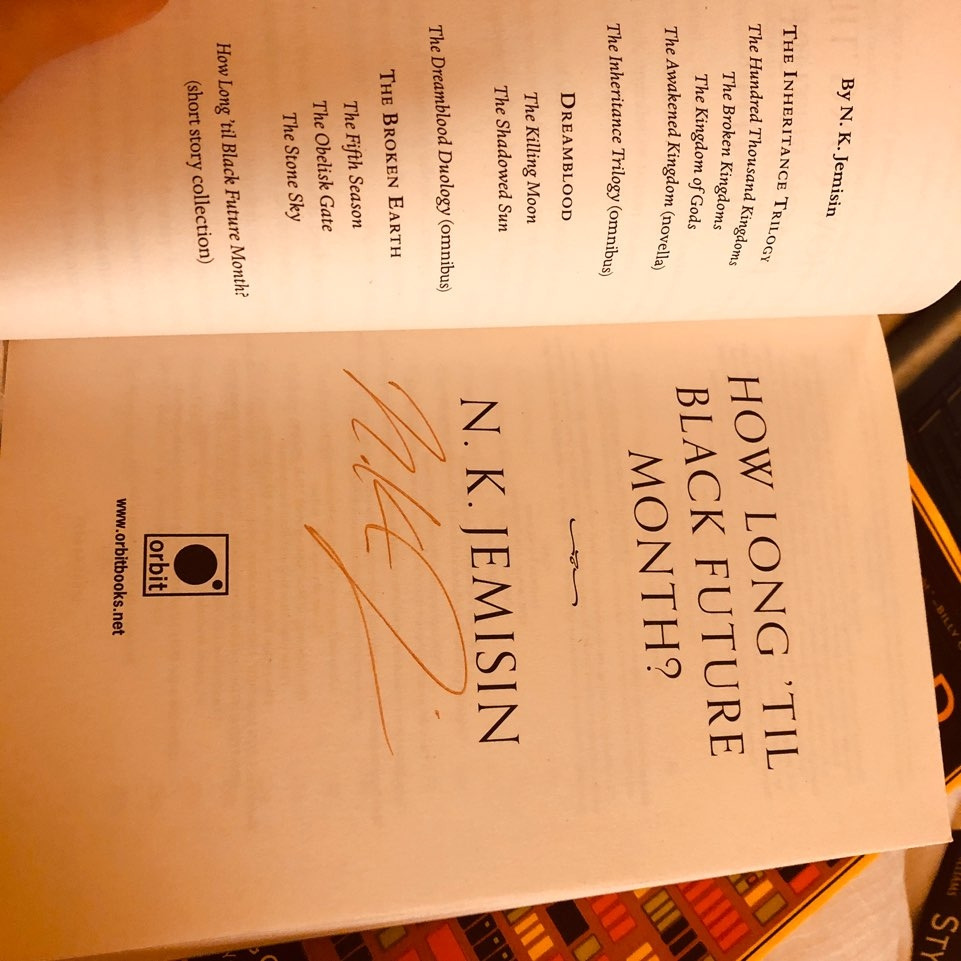 By N. K. Jemisin
THE INHERITANCE TRILOGY
The Hundred Thousand Kingdoms
The Broken Kingdoms
The Kingdom of Gods
The Awakened Kingdom (novella)
The Inheritance Trilogy (omnibus)
DREAMBLOOD
The Killing Moon
The Shadowed Sun
The Dreamblood Duology (omnibus)
THE BROKEN EARTH
The Fifth Season
The Obelisk Gate
The Stone Sky
How Long 'til Black Future Month?
(short story collection)
HOW LONG 'TIL
BLACK FUTURE
MONTH?
N. K. JEMISIN
N. K. J
orbit
www.orbitbooks.net
STY